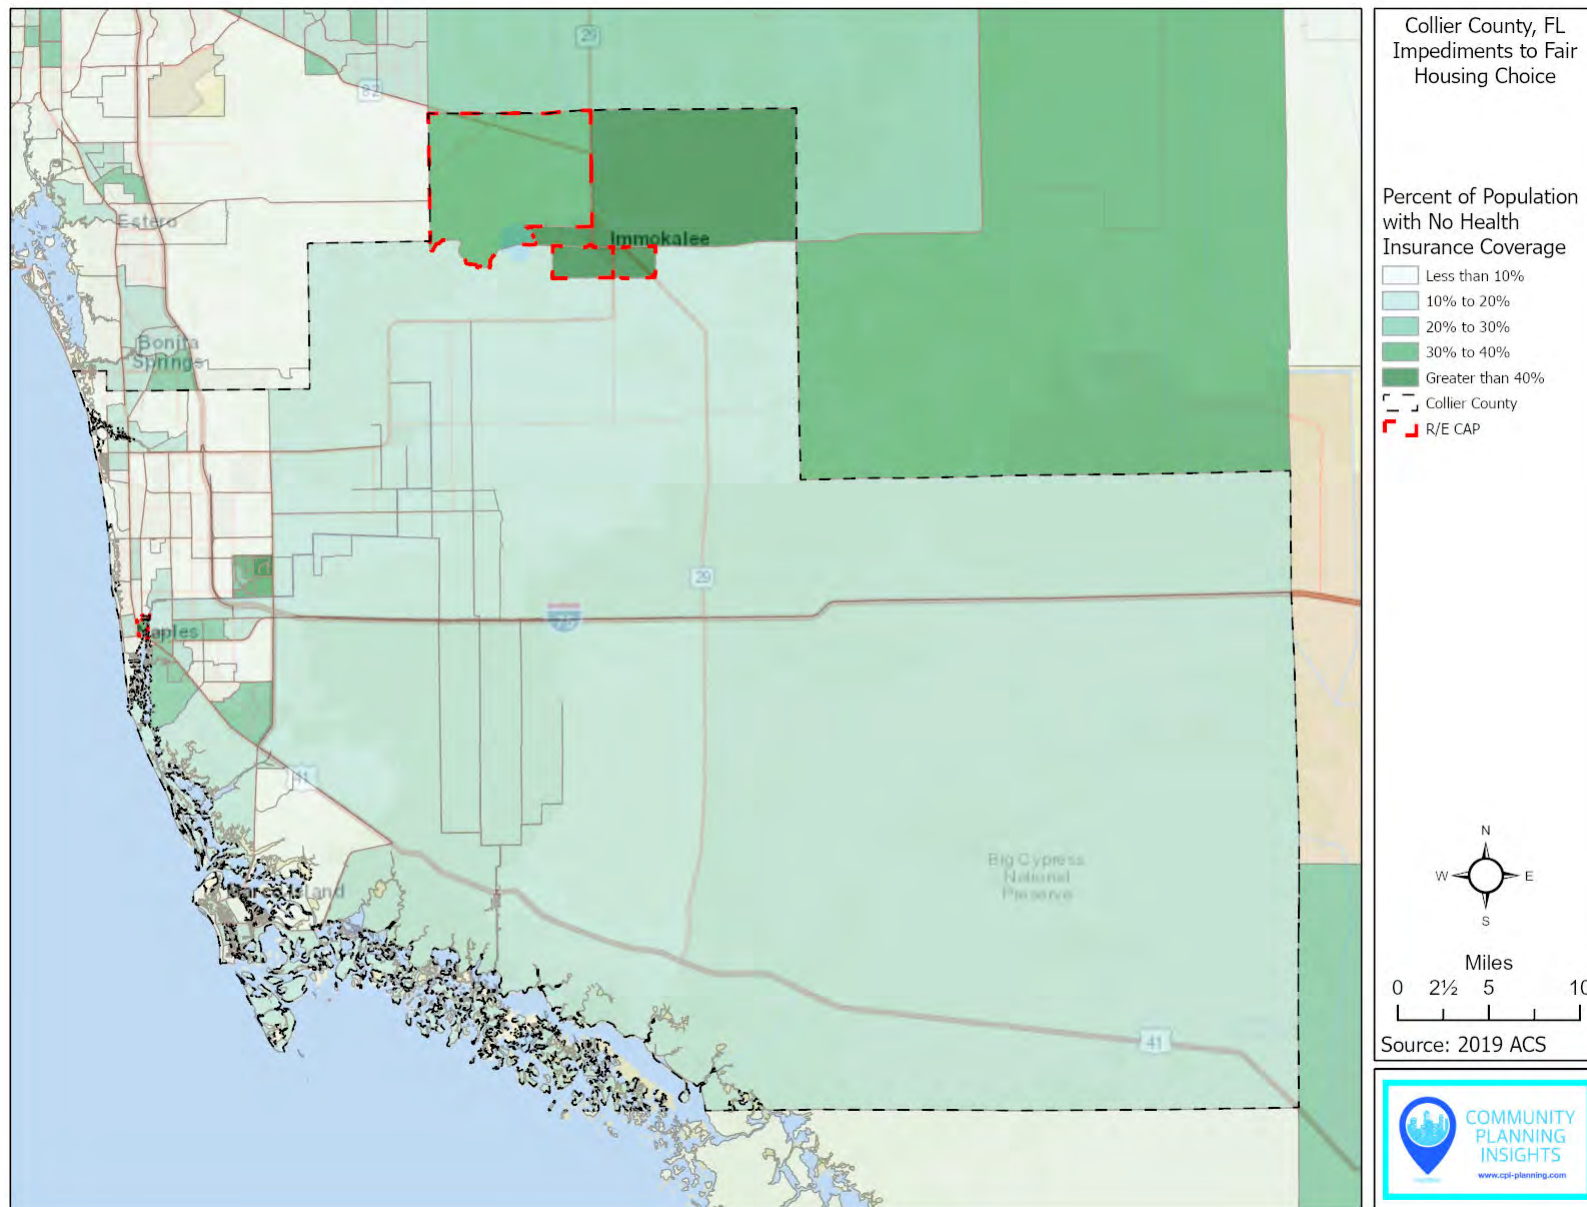 Collier County, FL
Impediments to Fair
Housing Choice
Percent of Population
with No Health
Insurance Coverage
Less than 10%
10% to 20%
20% to 30%
30% to 40%
Greater than 40%
Collier County
R/E CAP
29
82
Immokalee
Estero
Bonita
Springs
29
75
aples
41
Big Cypress
National
Preserve
Island
41
N
W
E
S
Miles
0 2½ 5 10
Source: 2019 ACS
COMMUNITY
PLANNING
INSIGHTS
www.cpi-planning.com